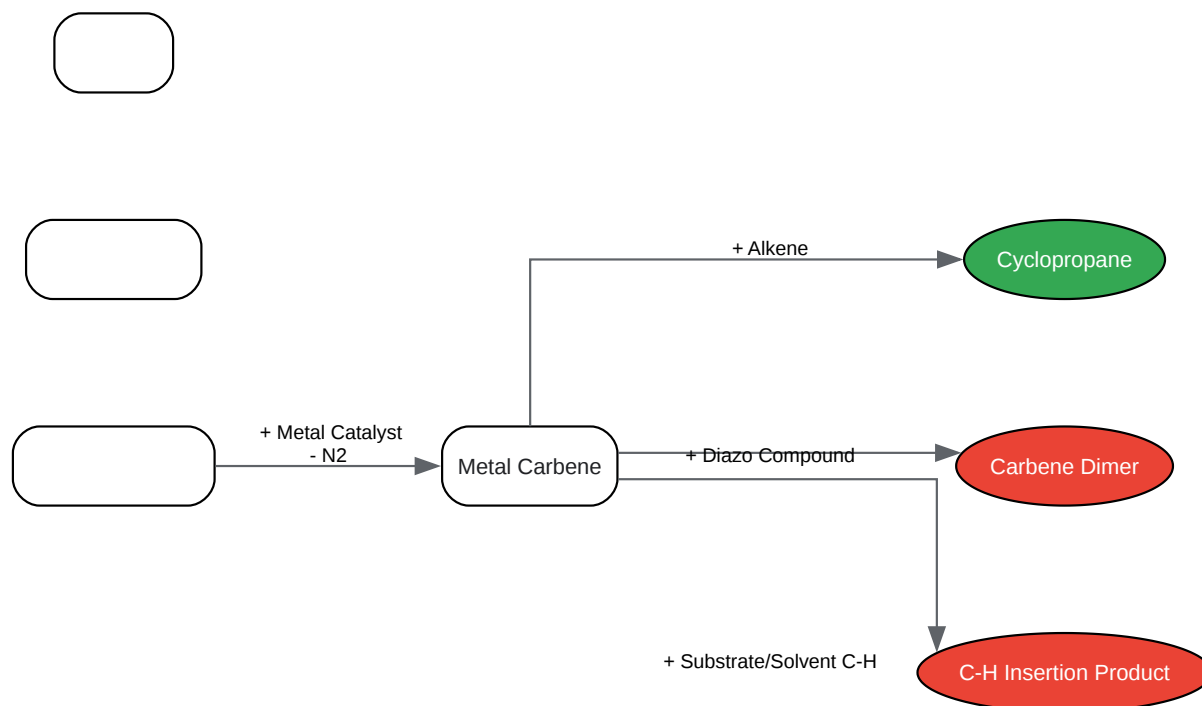 + Alkene
Cyclopropane
+ Metal Catalyst
- N2
Metal Carbene
+ Diazo Compound
Carbene Dimer
+ Substrate/Solvent C-H
C-H Insertion Product